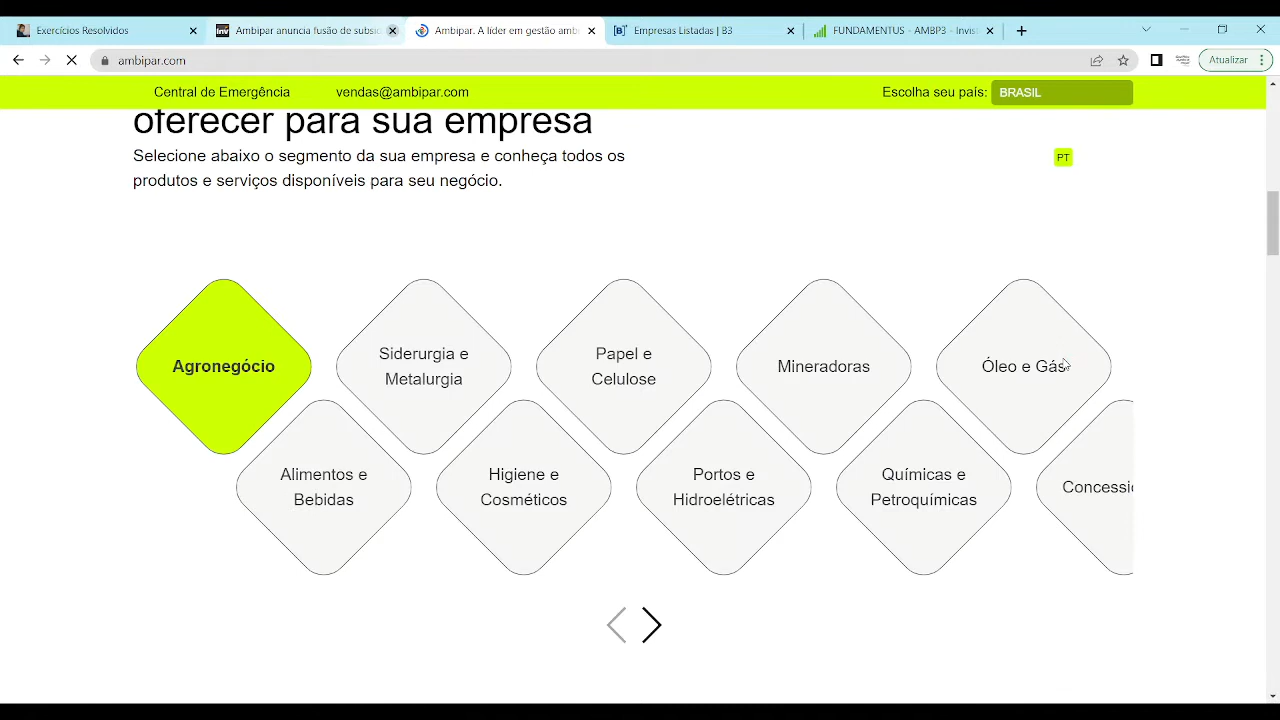 Exercícios Resolvidos
Ambipar anuncia fusão de subsid
Ambipar. A líder em gestão amb
Empresas Listadas | B3
FUNDAMENTUS - AMBP3 - Invis
ambipar.com
Atualizar
Central de Emergência
vendas@ambipar.com
Escolha seu país:
BRASIL
oferecer para sua empresa
Selecione abaixo o segmento da sua empresa e conheça todos os
produtos e serviços disponíveis para seu negócio.
PT
Agronegócio
Siderurgia e
Metalurgia
Papel e
Celulose
Mineradoras
Óleo e Gás
Alimentos e
Bebidas
Higiene e
Cosméticos
Portos e
Hidroelétricas
Químicas e
Petroquímicas
Concessio